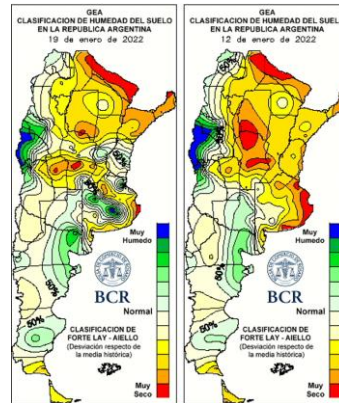 GEA
CLASIFICACION DE HUMEDAD DEL SUELO
EN LA REPUBLICA ARGENTINA
19 de enero de 2022
50%
50%
50%
Muy
Humedo
BCR
Normal
CLASIFICACION DE
FORTE LAY - AIELLO
(Desviación respecto de
la media histórica)
Muy
Seco
GEA
CLASIFICACION DE HUMEDAD DEL SUELO
EN LA REPUBLICA ARGENTINA
12 de enero de 2022
50%
50%
Muy
Humedo
BCR
Normal
CLASIFICACION DE
FORTE LAY - AIELLO
(Desviación respecto de
la media histórica)
Muy
Seco